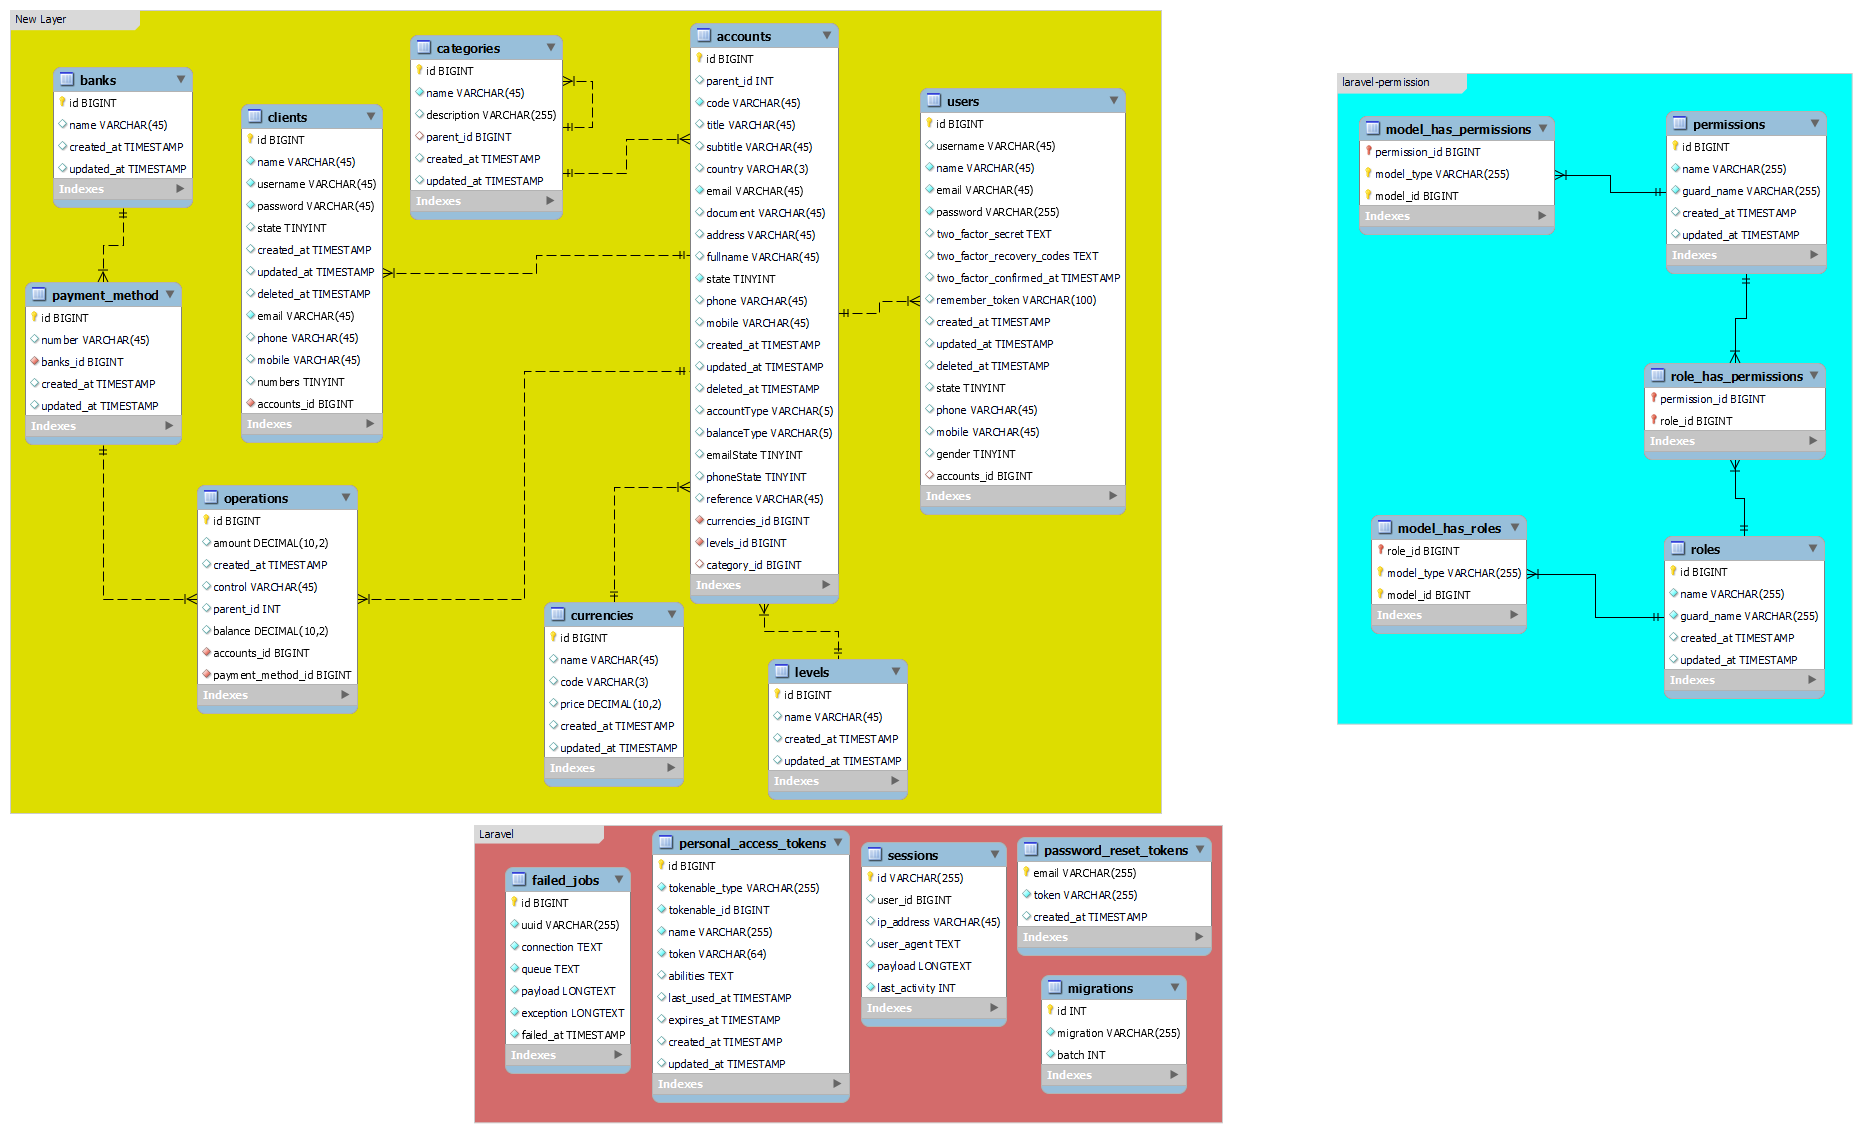 New Layer
banks
id BIGINT
name VARCHAR(45)
created_at TIMESTAMP
updated_at TIMESTAMP
Indexes
clients
id BIGINT
name VARCHAR(45)
username VARCHAR(45)
password VARCHAR(45)
state TINYINT
created_at TIMESTAMP
updated_at TIMESTAMP
deleted_at TIMESTAMP
email VARCHAR(45)
phone VARCHAR(45)
mobile VARCHAR(45)
numbers TINYINT
accounts_id BIGINT
Indexes
categories
id BIGINT
name VARCHAR(45)
description VARCHAR(255)
parent_id BIGINT
created_at TIMESTAMP
updated_at TIMESTAMP
Indexes
accounts
id BIGINT
parent_id INT
code VARCHAR(45)
title VARCHAR(45)
subtitle VARCHAR(45)
country VARCHAR(3)
email VARCHAR(45)
document VARCHAR(45)
address VARCHAR(45)
fullname VARCHAR(45)
state TINYINT
phone VARCHAR(45)
mobile VARCHAR(45)
created_at TIMESTAMP
updated_at TIMESTAMP
deleted_at TIMESTAMP
accountType VARCHAR(5)
balanceType VARCHAR(5)
emailState TINYINT
phoneState TINYINT
reference VARCHAR(45)
currencies_id BIGINT
levels_id BIGINT
category_id BIGINT
Indexes
users
id BIGINT
username VARCHAR(45)
name VARCHAR(45)
email VARCHAR(45)
password VARCHAR(255)
two_factor_secret TEXT
two_factor_recovery_codes TEXT
two_factor_confirmed_at TIMESTAMP
remember_token VARCHAR(100)
created_at TIMESTAMP
updated_at TIMESTAMP
deleted_at TIMESTAMP
state TINYINT
phone VARCHAR(45)
mobile VARCHAR(45)
gender TINYINT
accounts_id BIGINT
Indexes
payment_method
id BIGINT
number VARCHAR(45)
banks_id BIGINT
created_at TIMESTAMP
updated_at TIMESTAMP
Indexes
operations
id BIGINT
amount DECIMAL(10,2)
created_at TIMESTAMP
control VARCHAR(45)
parent_id INT
balance DECIMAL(10,2)
accounts_id BIGINT
payment_method_id BIGINT
Indexes
currencies
id BIGINT
name VARCHAR(45)
code VARCHAR(3)
price DECIMAL(10,2)
created_at TIMESTAMP
updated_at TIMESTAMP
Indexes
levels
id BIGINT
name VARCHAR(45)
created_at TIMESTAMP
updated_at TIMESTAMP
Indexes
laravel-permission
model_has_permissions
permission_id BIGINT
model_type VARCHAR(255)
model_id BIGINT
Indexes
permissions
id BIGINT
name VARCHAR(255)
guard_name VARCHAR(255)
created_at TIMESTAMP
updated_at TIMESTAMP
Indexes
role_has_permissions
permission_id BIGINT
role_id BIGINT
Indexes
model_has_roles
role_id BIGINT
model_type VARCHAR(255)
model_id BIGINT
Indexes
roles
id BIGINT
name VARCHAR(255)
guard_name VARCHAR(255)
created_at TIMESTAMP
updated_at TIMESTAMP
Indexes
Laravel
failed_jobs
id BIGINT
uuid VARCHAR(255)
connection TEXT
queue TEXT
payload LONGTEXT
exception LONGTEXT
failed_at TIMESTAMP
Indexes
personal_access_tokens
id BIGINT
tokenable_type VARCHAR(255)
tokenable_id BIGINT
name VARCHAR(255)
token VARCHAR(64)
abilities TEXT
last_used_at TIMESTAMP
expires_at TIMESTAMP
created_at TIMESTAMP
updated_at TIMESTAMP
Indexes
sessions
id VARCHAR(255)
user_id BIGINT
ip_address VARCHAR(45)
user_agent TEXT
payload LONGTEXT
last_activity INT
Indexes
password_reset_tokens
email VARCHAR(255)
token VARCHAR(255)
created_at TIMESTAMP
Indexes
migrations
id INT
migration VARCHAR(255)
batch INT
Indexes